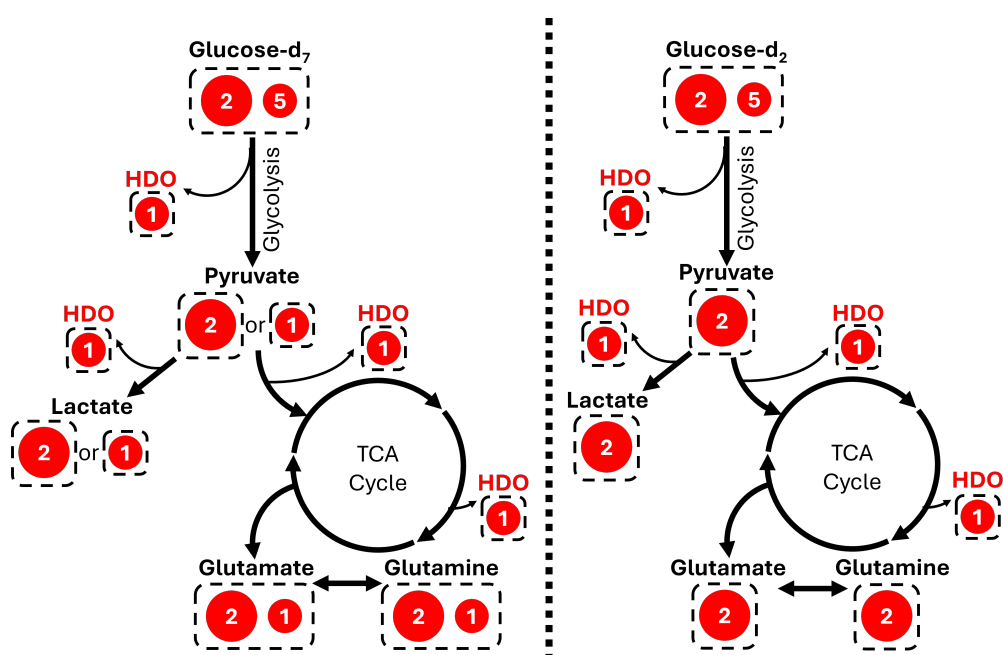 Glucose-d7
2 5
HDO
1
Glycolysis
Pyruvate
2 or 1
HDO
1
HDO
1
Lactate
2 or 1
TCA
Cycle
HDO
1
Glutamate
2 1
Glutamine
2 1
Glucose-d2
2 5
HDO
1
Glycolysis
Pyruvate
2
HDO
1
HDO
1
Lactate
2
TCA
Cycle
HDO
1
Glutamate
2
Glutamine
2